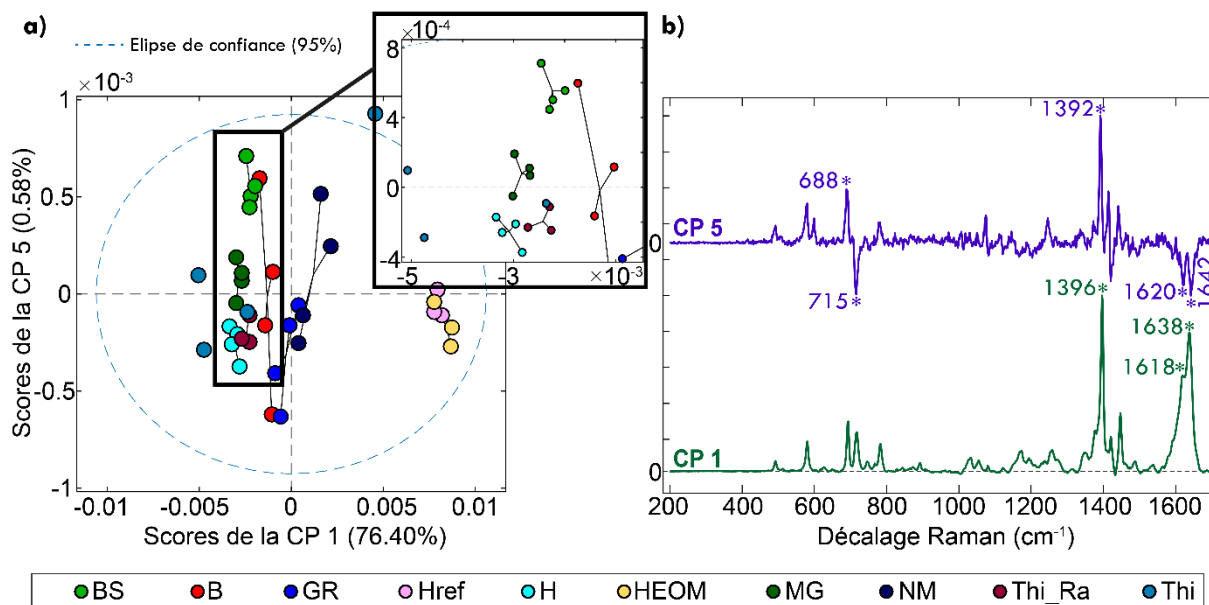 a)
Elipse de confiance (95%)
× 10⁻³
1
0.5
0
-0.5
-1
-0.01
-0.005
0
0.005
0.01
Scores de la CP 5 (0.58%)
Scores de la CP 1 (76.40%)
× 10⁻⁴
8
4
0
-4
-5
-3
× 10⁻³
b)
CP 5
0
688*
715*
1392*
1620*
1642*
CP 1
0
1396*
1638*
1618*
200
400
600
800
1000
1200
1400
1600
Décalage Raman (cm⁻¹)
BS
B
GR
Href
H
HEOM
MG
NM
Thi_Ra
Thi